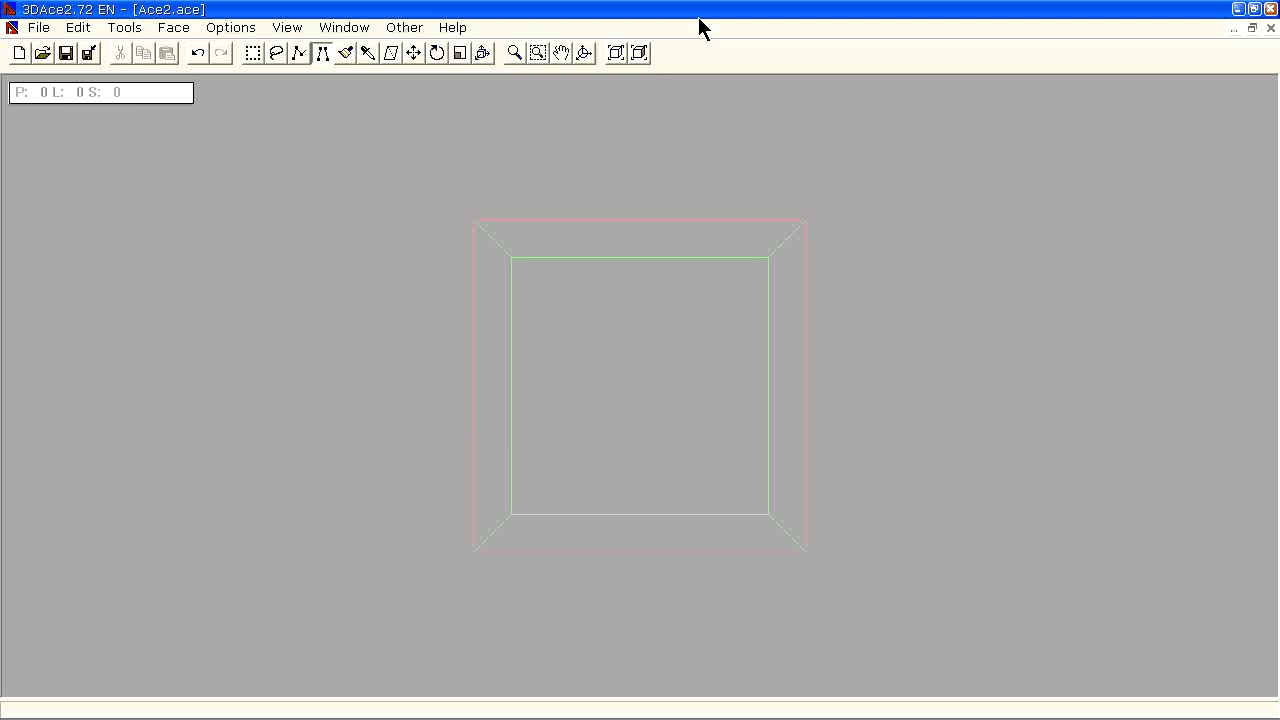 3DAce2.72 EN - [Ace2.ace]
File Edit Tools Face Options View Window Other Help
P: 0 L: 0 S: 0